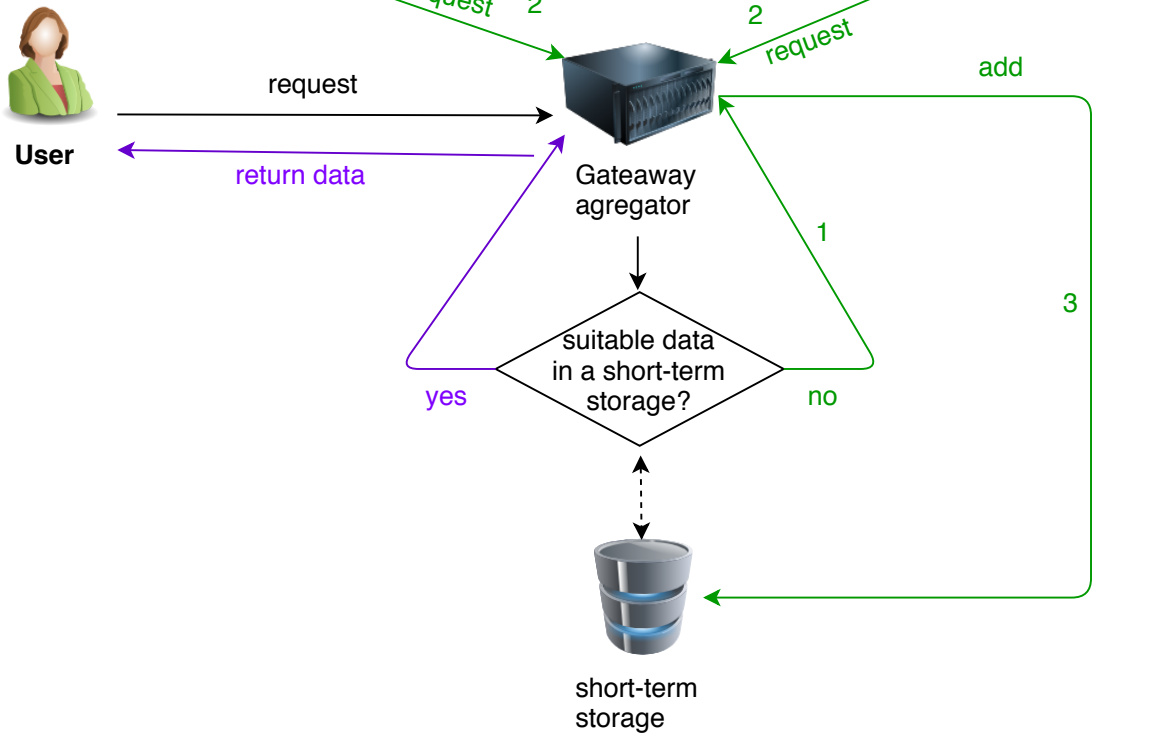 2
2
request
add
request
User
return data
Gateaway
agregator
1
3
suitable data
in a short-term
storage?
yes
no
short-term
storage